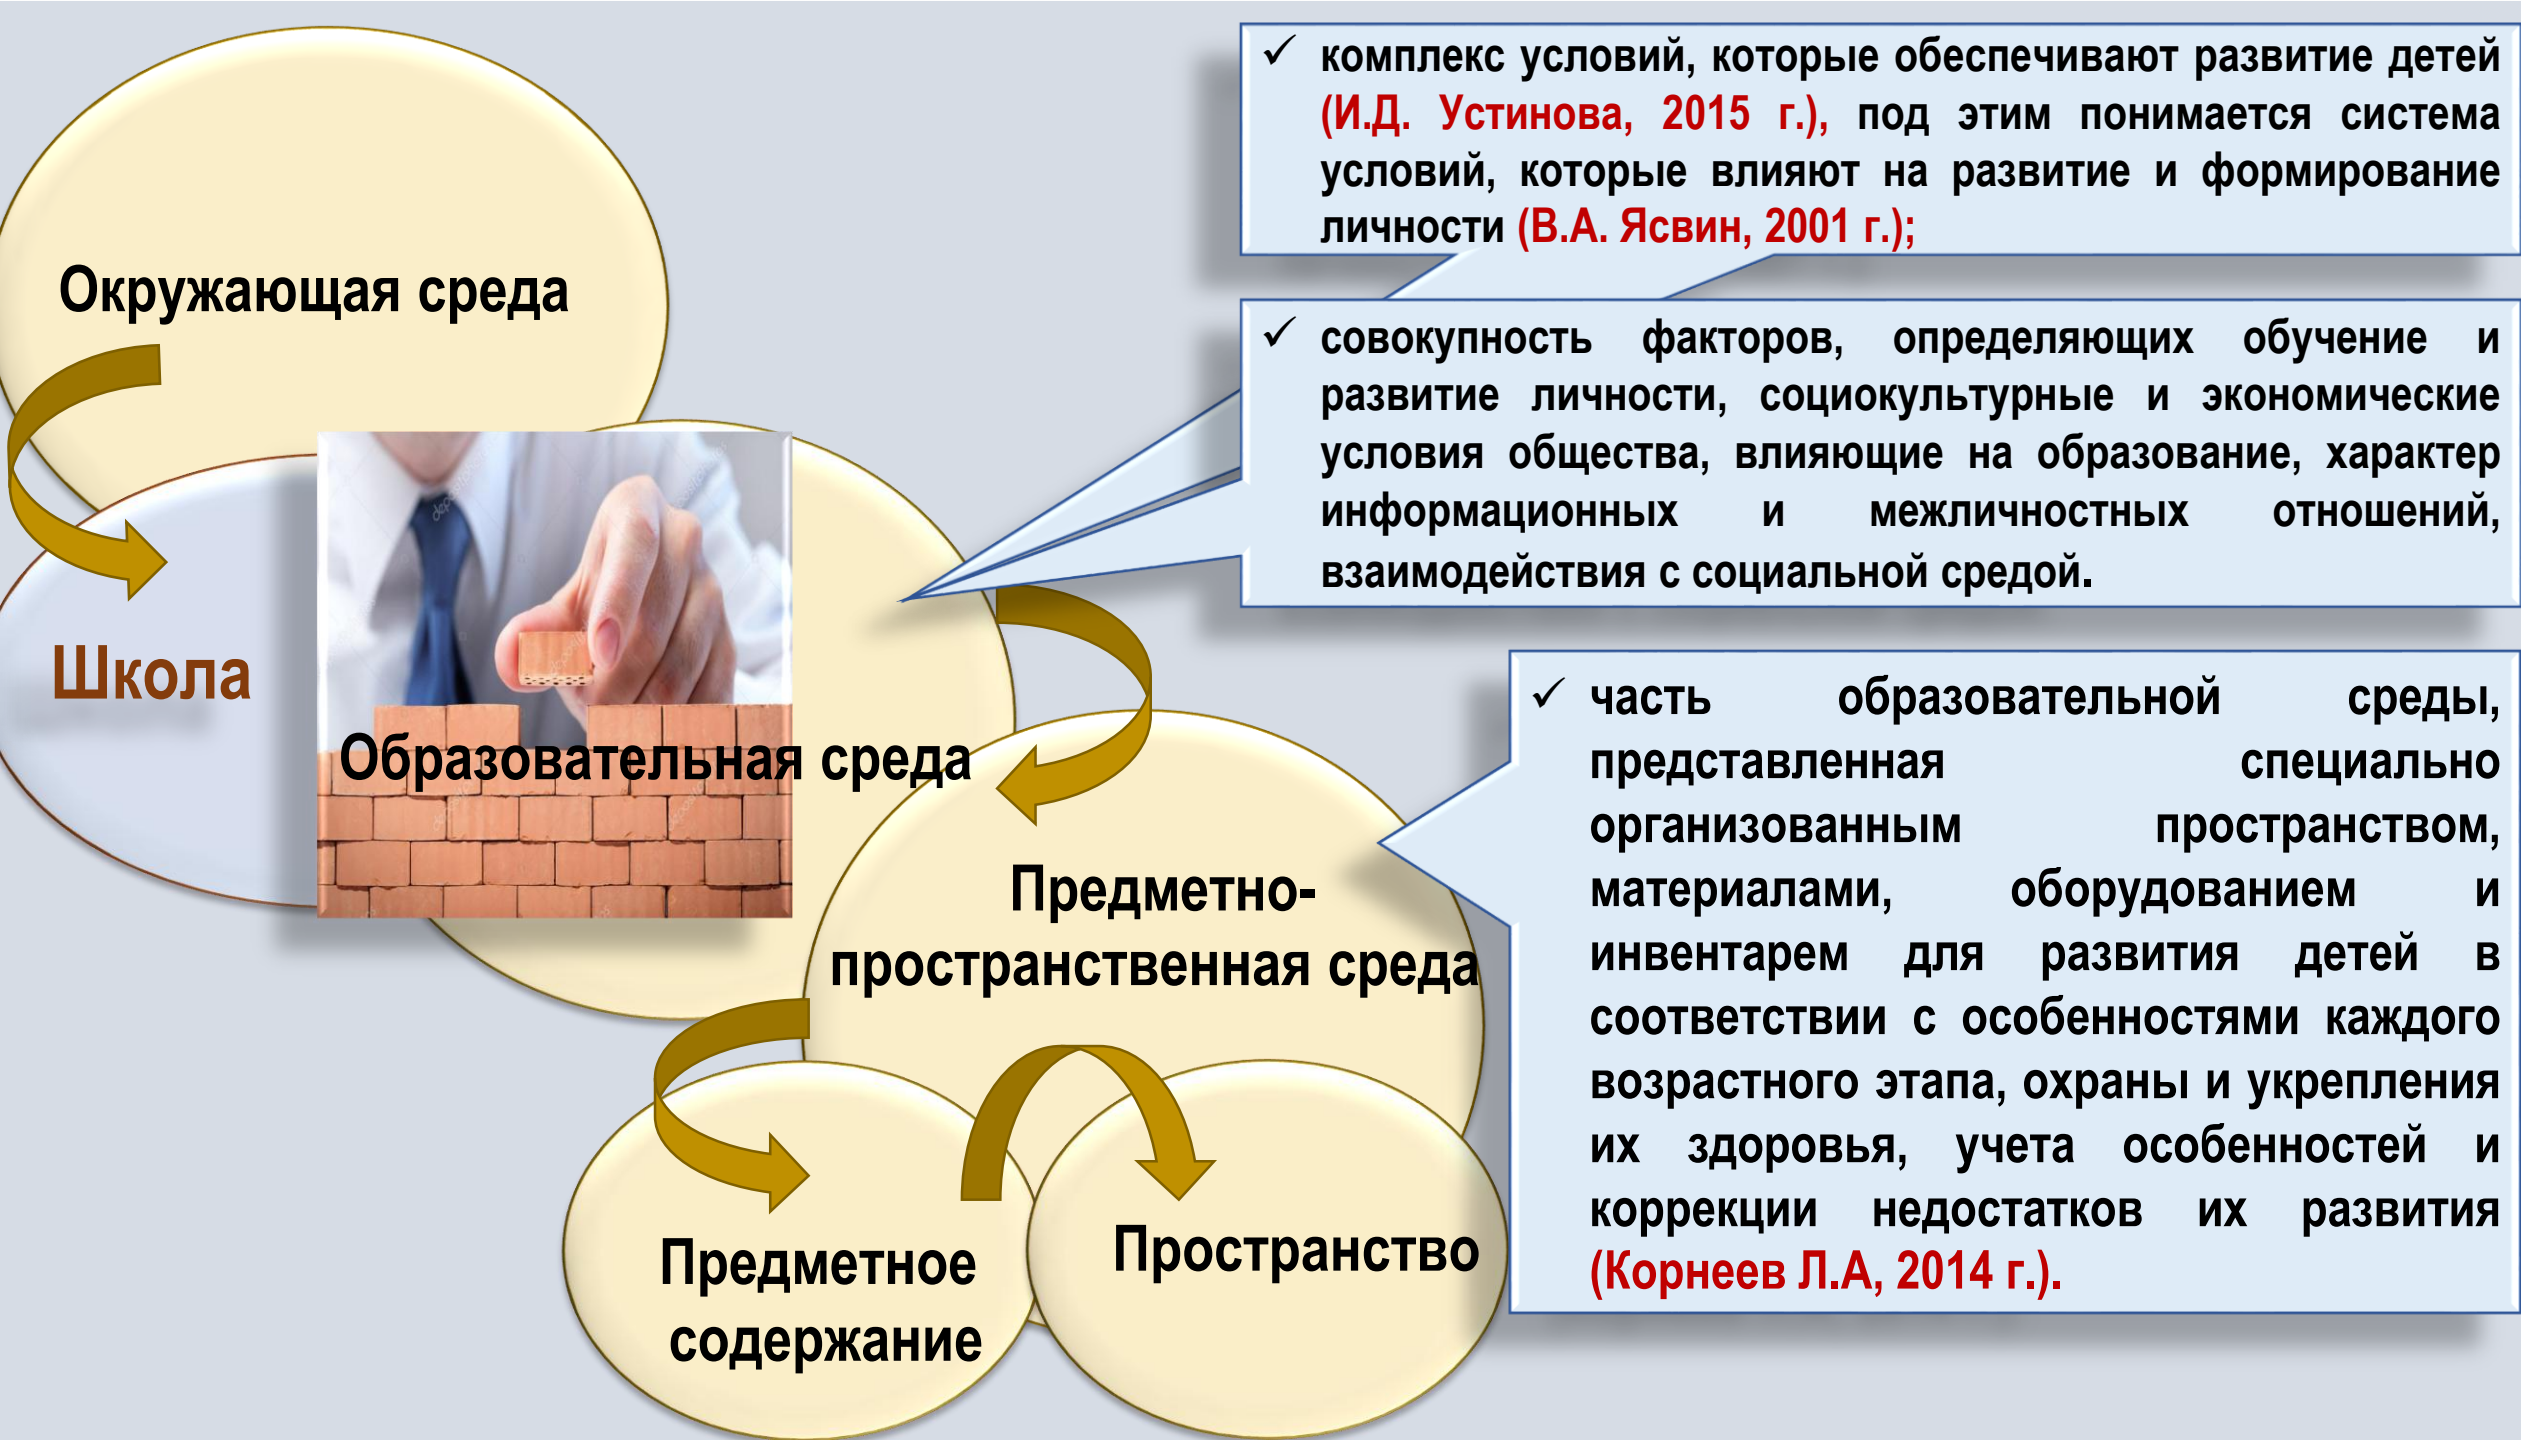 Окружающая среда
Школа
Образовательная среда
Предметно-
пространственная среда
Предметное
содержание
Пространство
✓ комплекс условий, которые обеспечивают развитие детей
(И.Д. Устинова, 2015 г.), под этим понимается система
условий, которые влияют на развитие и формирование
личности (В.А. Ясвин, 2001 г.);
✓ совокупность факторов, определяющих обучение и
развитие личности, социокультурные и экономические
условия общества, влияющие на образование, характер
информационных и межличностных отношений,
взаимодействия с социальной средой.
✓ часть образовательной среды,
представленная специально
организованным пространством,
материалами, оборудованием и
инвентарем для развития детей в
соответствии с особенностями каждого
возрастного этапа, охраны и укрепления
их здоровья, учета особенностей и
коррекции недостатков их развития
(Корнеев Л.А, 2014 г.).